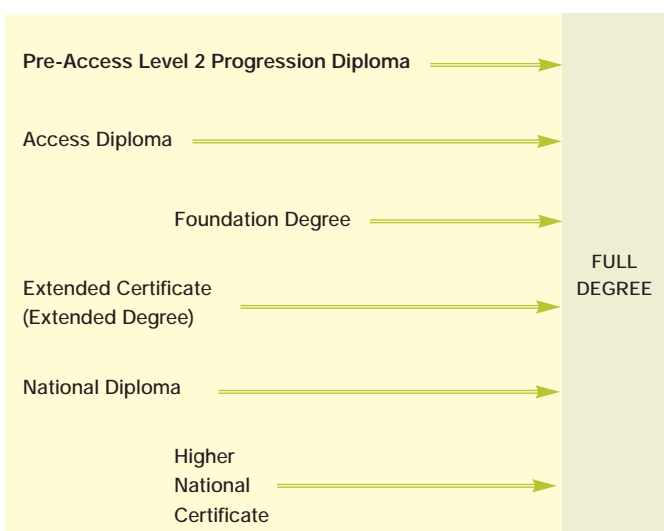 Pre-Access Level 2 Progression Diploma
Access Diploma
Foundation Degree
Extended Certificate
(Extended Degree)
National Diploma
Higher
National
Certificate
FULL
DEGREE